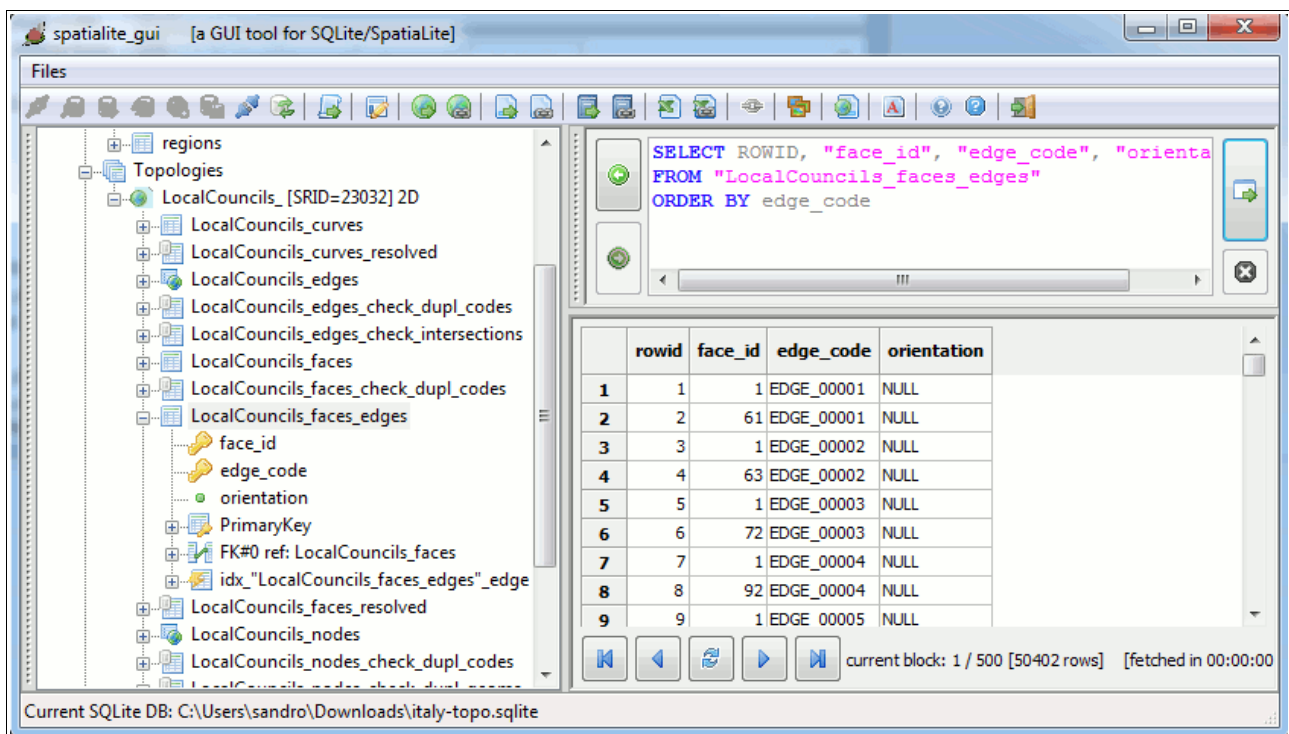 spatialite_gui [a GUI tool for SQLite/SpatiaLite]
Files
regions
Topologies
LocalCouncils_ [SRID=23032] 2D
LocalCouncils_curves
LocalCouncils_curves_resolved
LocalCouncils_edges
LocalCouncils_edges_check_dupl_codes
LocalCouncils_edges_check_intersections
LocalCouncils_faces
LocalCouncils_faces_check_dupl_codes
LocalCouncils_faces_edges
face_id
edge_code
orientation
PrimaryKey
FK#0 ref: LocalCouncils_faces
idx_"LocalCouncils_faces_edges"_edge
LocalCouncils_faces_resolved
LocalCouncils_nodes
LocalCouncils_nodes_check_dupl_codes
LocalCouncils_nodes_check_dupl_geoms
SELECT ROWID, "face_id", "edge_code", "orienta
FROM "LocalCouncils_faces_edges"
ORDER BY edge_code
rowid face_id edge_code orientation
1 1 1 EDGE_00001 NULL
2 2 61 EDGE_00001 NULL
3 3 1 EDGE_00002 NULL
4 4 63 EDGE_00002 NULL
5 5 1 EDGE_00003 NULL
6 6 72 EDGE_00003 NULL
7 7 1 EDGE_00004 NULL
8 8 92 EDGE_00004 NULL
9 9 1 EDGE_00005 NULL
current block: 1 / 500 [50402 rows] [fetched in 00:00:00
Current SQLite DB: C:\Users\sandro\Downloads\italy-topo.sqlite